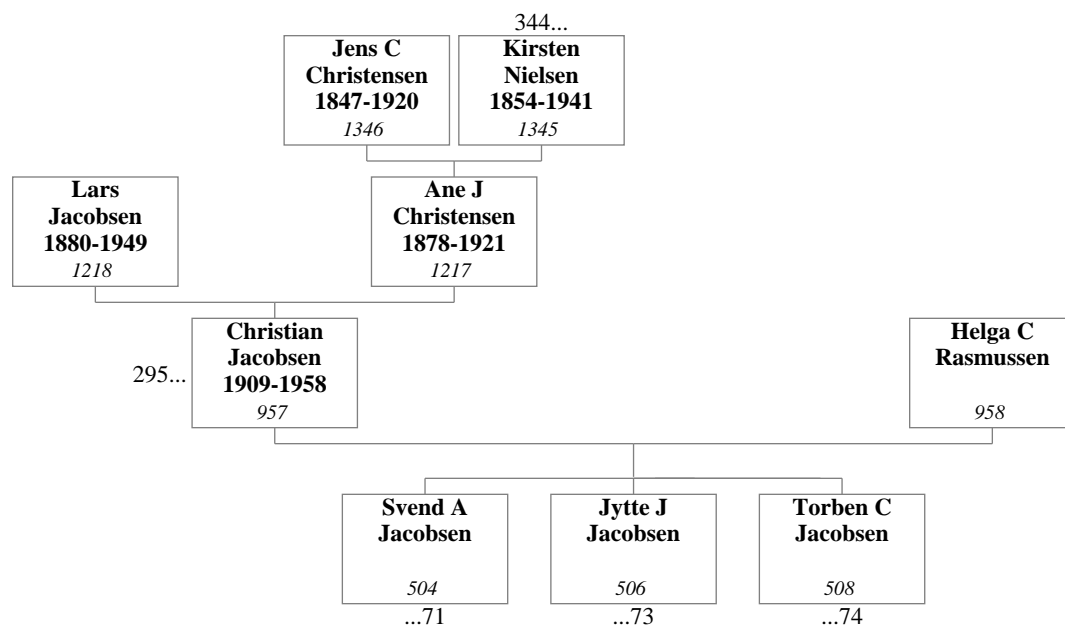 344...
Jens C
Christensen
1847-1920
1346
Kirsten
Nielsen
1854-1941
1345
Lars
Jacobsen
1880-1949
1218
Ane J
Christensen
1878-1921
1217
295...
Christian
Jacobsen
1909-1958
957
Helga C
Rasmussen
958
Svend A
Jacobsen
504
...71
Jytte J
Jacobsen
506
...73
Torben C
Jacobsen
508
...74